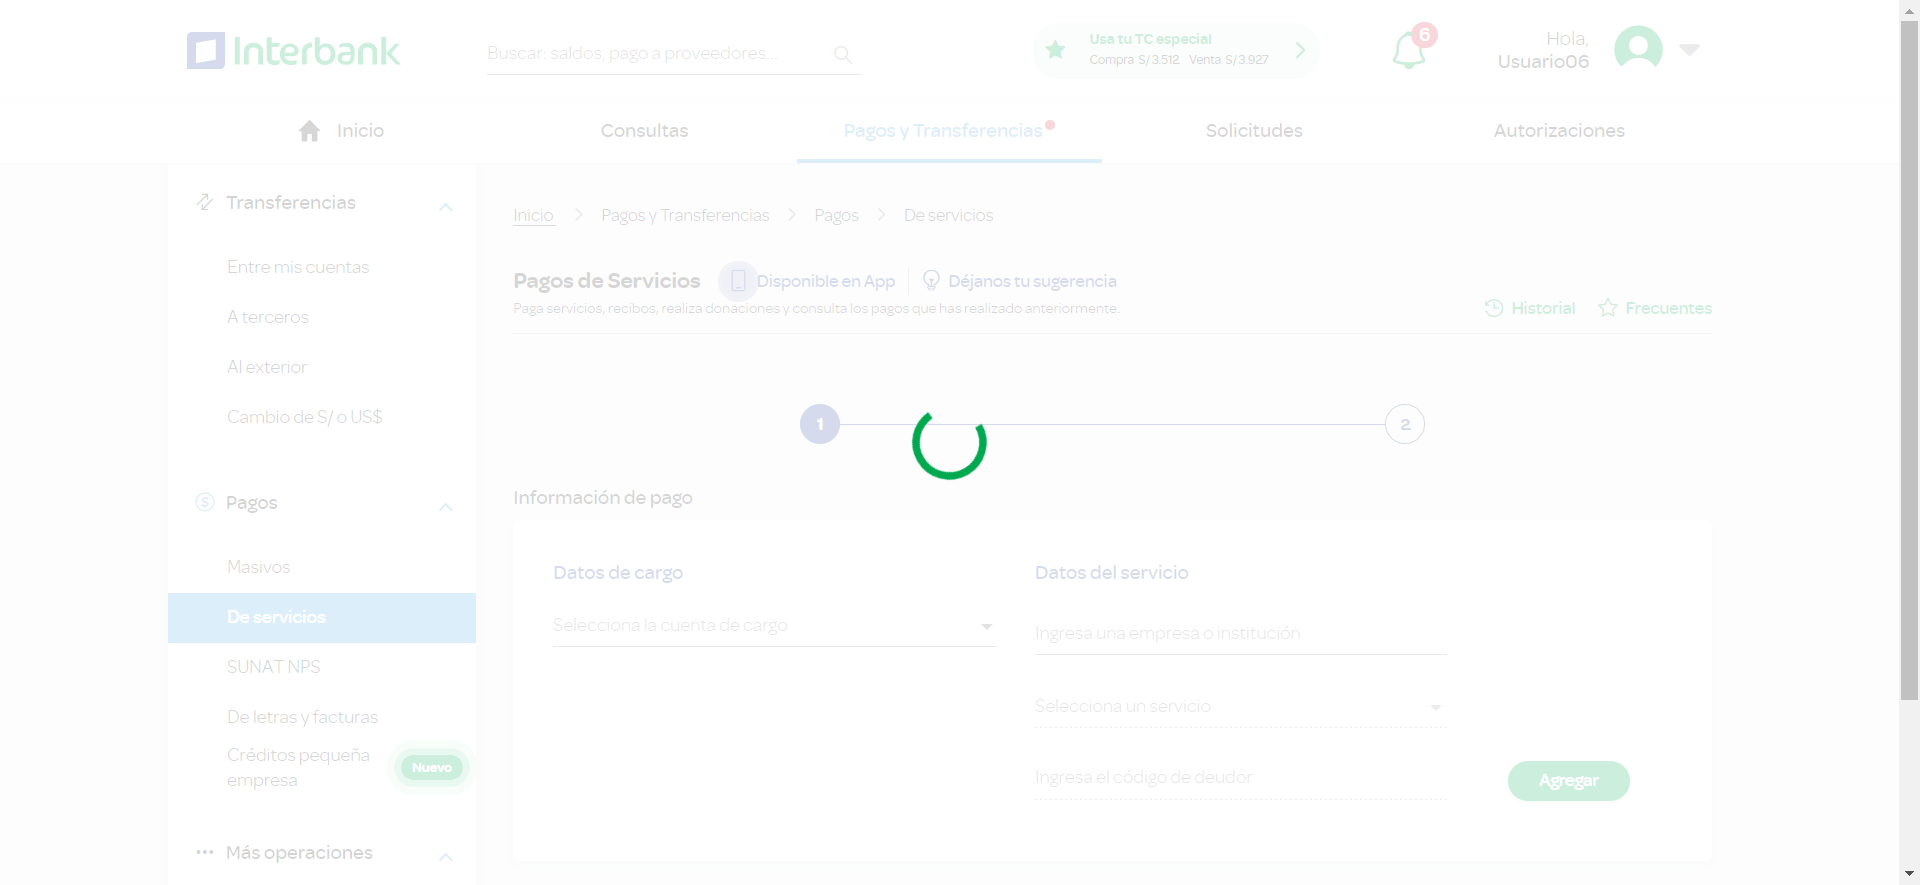 Interbank
Buscar: saldos, pago a proveedores...
Usa tu TC especial
Compra S/3.512 Venta S/3.927
6
Hola,
Usuario06
Inicio
Consultas
Pagos y Transferencias
Solicitudes
Autorizaciones
Transferencias
Entre mis cuentas
A terceros
Al exterior
Cambio de S/ o US$
Pagos
Masivos
De servicios
SUNAT NPS
De letras y facturas
Créditos pequeña
empresa
Nuevo
Más operaciones
Inicio > Pagos y Transferencias > Pagos > De servicios
Pagos de Servicios
Disponible en App
Déjanos tu sugerencia
Paga servicios, recibos, realiza donaciones y consulta los pagos que has realizado anteriormente.
Historial
Frecuentes
1
2
Información de pago
Datos de cargo
Selecciona la cuenta de cargo
Datos del servicio
Ingresa una empresa o institución
Selecciona un servicio
Ingresa el código de deudor
Agregar